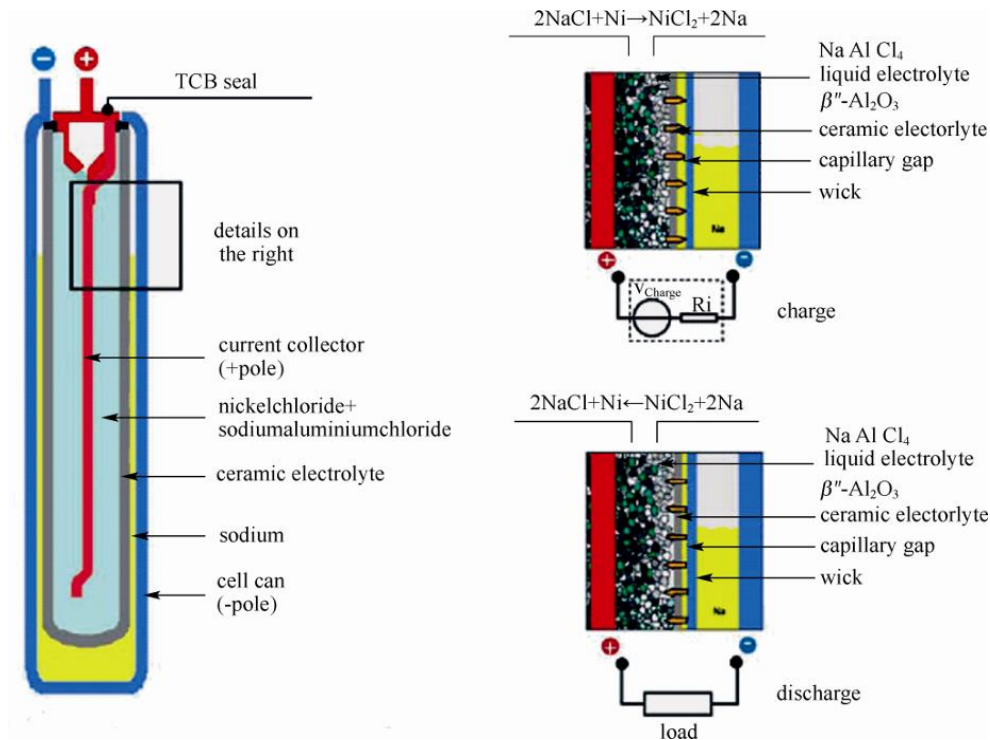 −
+
TCB seal
details on
the right
current collector
(+pole)
nickelchloride+
sodiumaluminiumchloride
ceramic electrolyte
sodium
cell can
(-pole)
2NaCl+Ni→NiCl₂+2Na
Na Al Cl₄
liquid electrolyte
β″-Al₂O₃
ceramic electorlyte
capillary gap
wick
Na
+
−
V_Charge
Ri
charge
2NaCl+Ni←NiCl₂+2Na
Na Al Cl₄
liquid electrolyte
β″-Al₂O₃
ceramic electorlyte
capillary gap
wick
Na
+
−
discharge
load